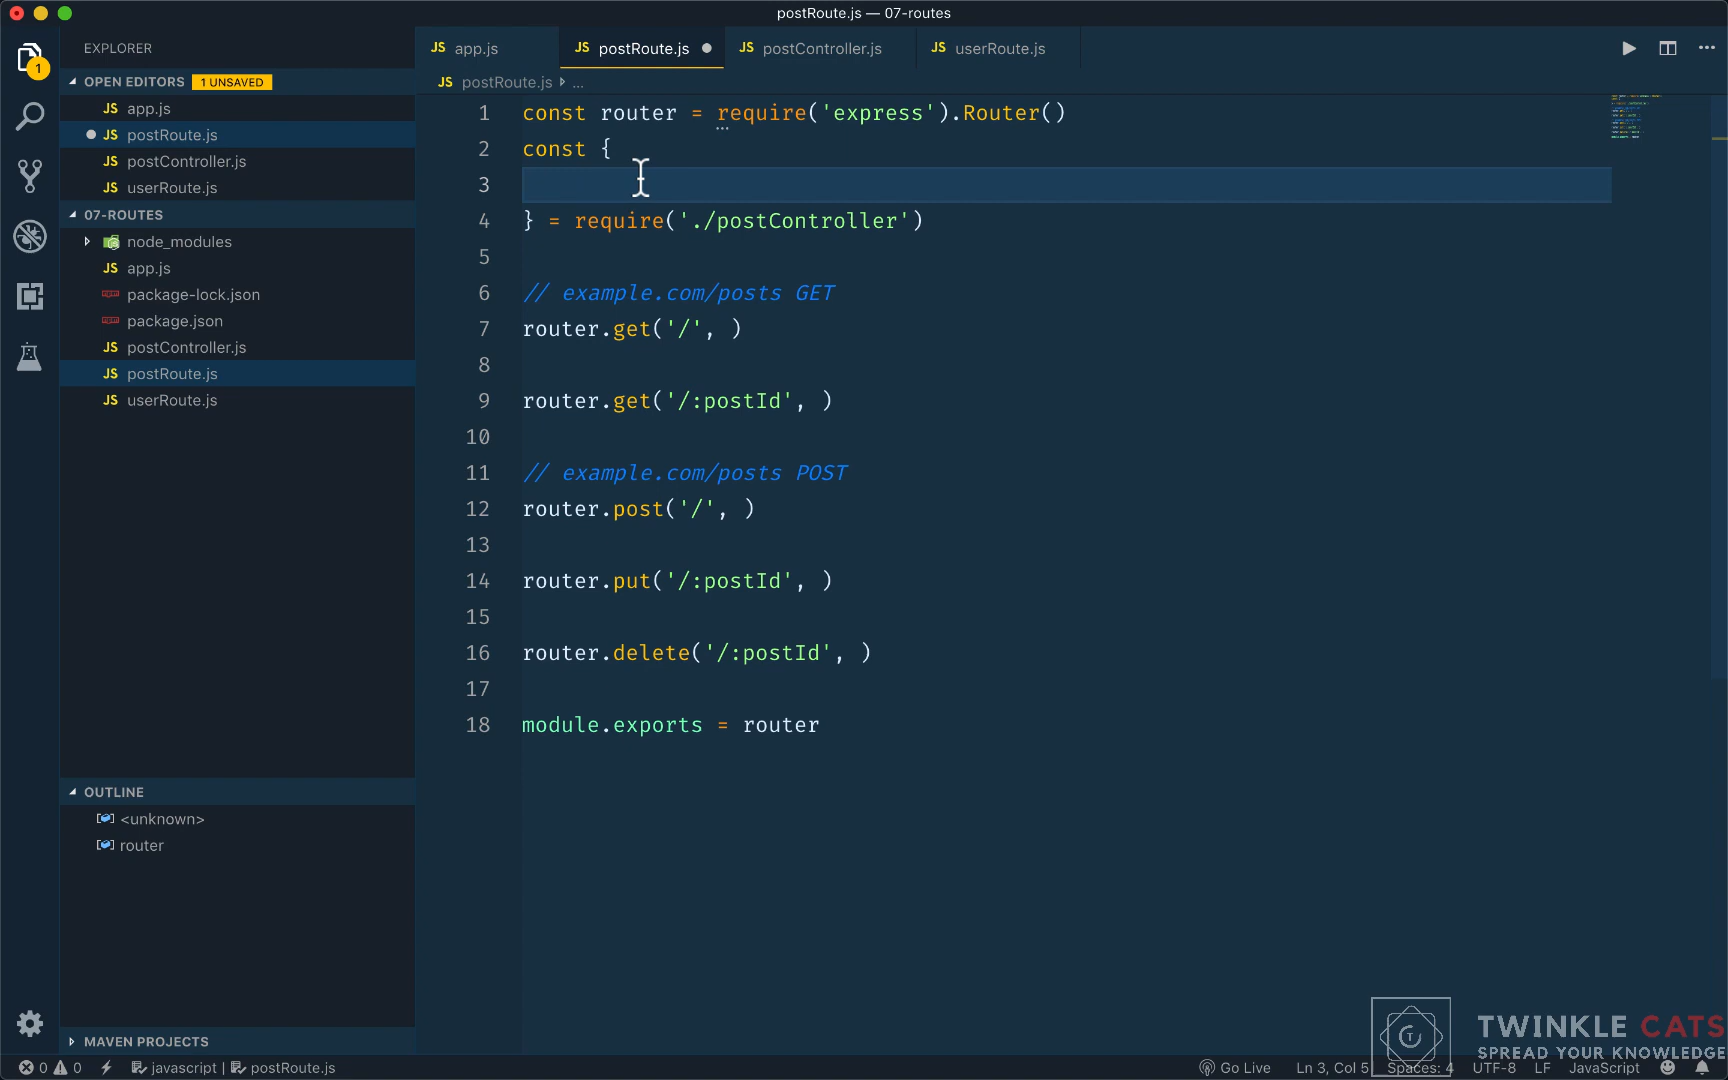 postRoute.js — 07-routes
EXPLORER
OPEN EDITORS 1 UNSAVED
JS app.js
JS postRoute.js
JS postController.js
JS userRoute.js
07-ROUTES
node_modules
JS app.js
package-lock.json
package.json
JS postController.js
JS postRoute.js
JS userRoute.js
OUTLINE
<unknown>
router
MAVEN PROJECTS
1
JS app.js
JS postRoute.js
JS postController.js
JS userRoute.js
JS postRoute.js ...
1 const router = require('express').Router()
2 const {
3
4 } = require('./postController')
5
6 // example.com/posts GET
7 router.get('/', )
8
9 router.get('/:postId', )
10
11 // example.com/posts POST
12 router.post('/', )
13
14 router.put('/:postId', )
15
16 router.delete('/:postId', )
17
18 module.exports = router
TWINKLE CATS
SPREAD YOUR KNOWLEDGE
0 0 javascript | postRoute.js Go Live Ln 3, Col 5 Spaces: 4 UTF-8 LF JavaScript